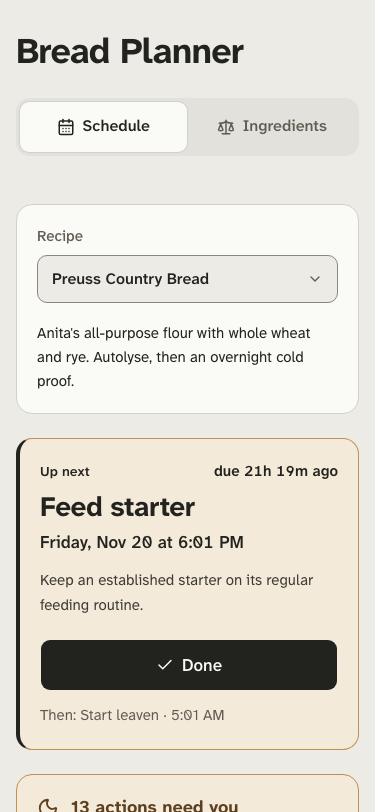 Bread Planner
Schedule
Ingredients
Recipe
Preuss Country Bread
Anita's all-purpose flour with whole wheat
and rye. Autolyse, then an overnight cold
proof.
Up next
due 21h 19m ago
Feed starter
Friday, Nov 20 at 6:01 PM
Keep an established starter on its regular
feeding routine.
Done
Then: Start leaven · 5:01 AM
13 actions need you